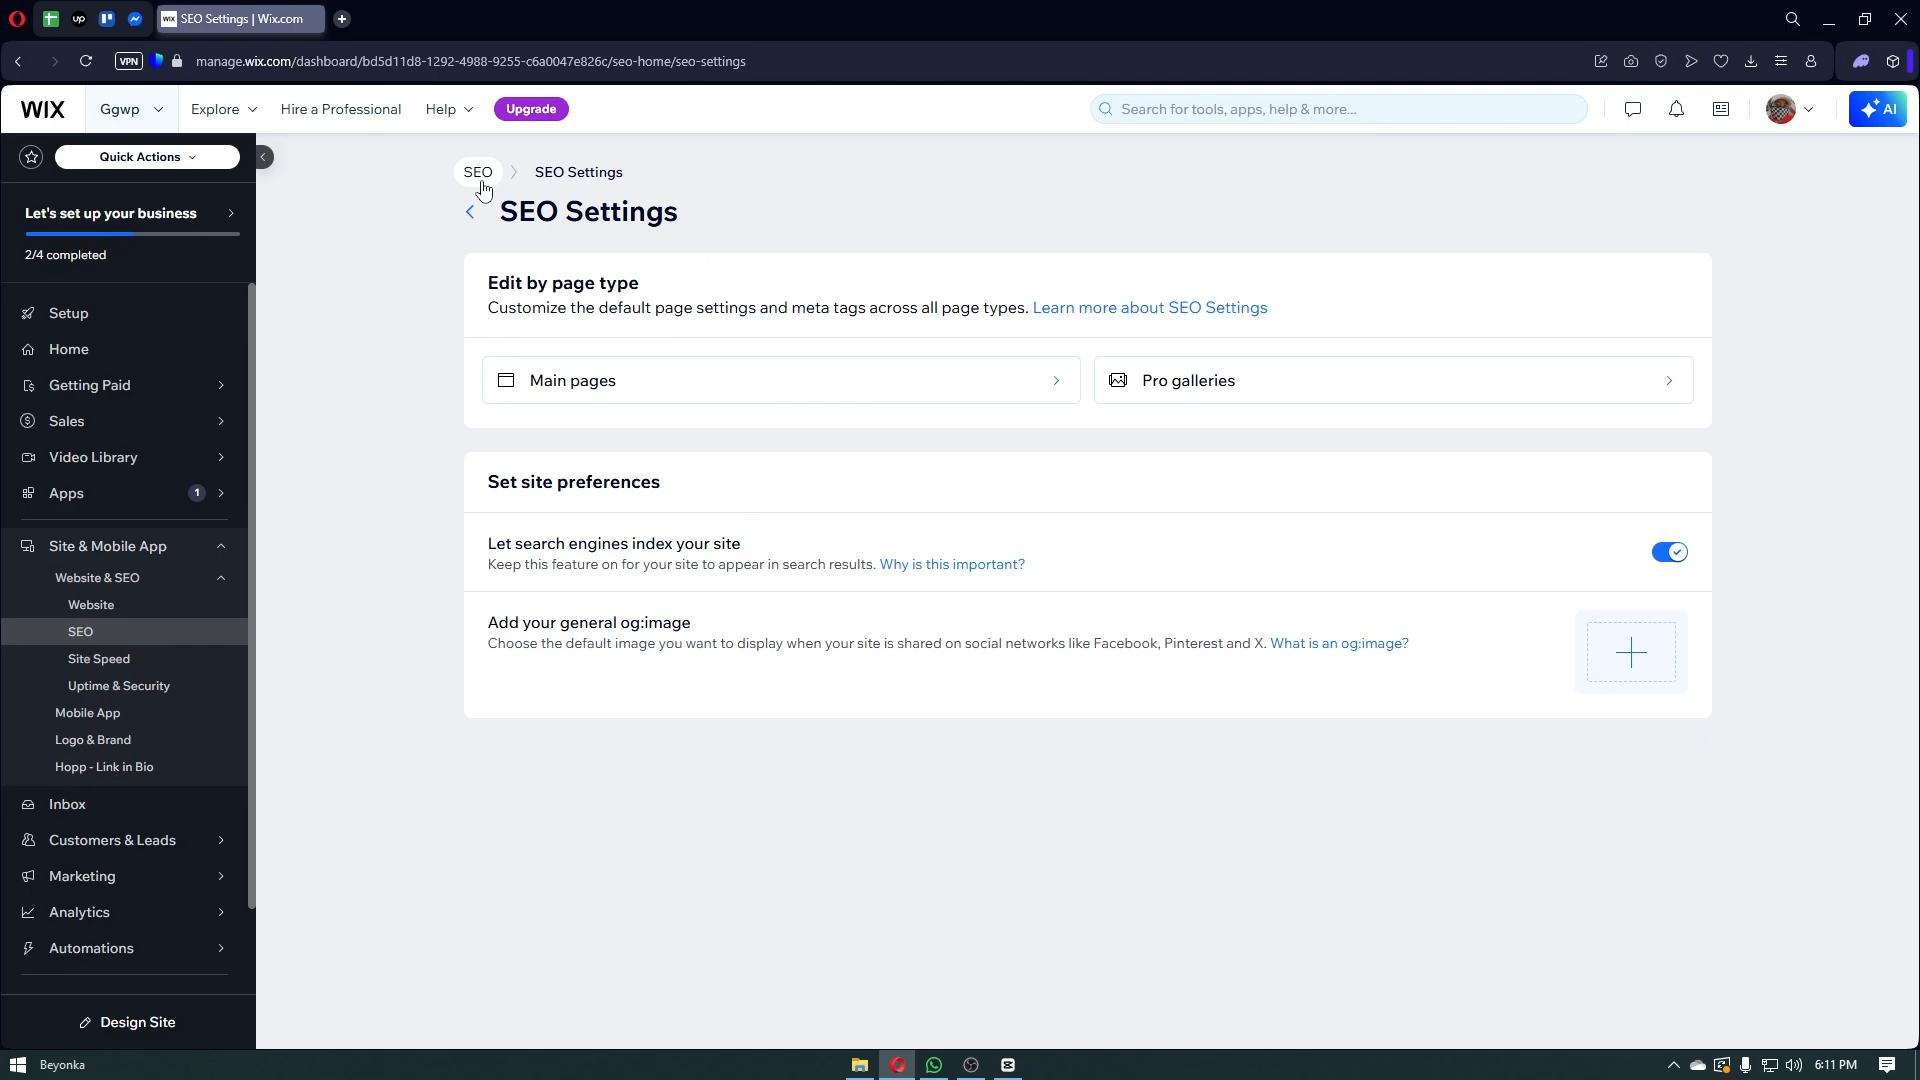 UP
WIX SEO Settings | Wix.com
VPN
manage.wix.com/dashboard/bd5d11d8-1292-4988-9255-c6a0047e826c/seo-home/seo-settings
WIX
Ggwp
Explore
Hire a Professional
Help
Upgrade
Search for tools, apps, help & more...
AI
Quick Actions
Let's set up your business
2/4 completed
Setup
Home
Getting Paid
Sales
Video Library
Apps 1
Site & Mobile App
Website & SEO
Website
SEO
Site Speed
Uptime & Security
Mobile App
Logo & Brand
Hopp - Link in Bio
Inbox
Customers & Leads
Marketing
Analytics
Automations
Design Site
SEO
SEO Settings
SEO Settings
Edit by page type
Customize the default page settings and meta tags across all page types. Learn more about SEO Settings
Main pages
Pro galleries
Set site preferences
Let search engines index your site
Keep this feature on for your site to appear in search results. Why is this important?
Add your general og:image
Choose the default image you want to display when your site is shared on social networks like Facebook, Pinterest and X. What is an og:image?
Beyonka
6:11 PM